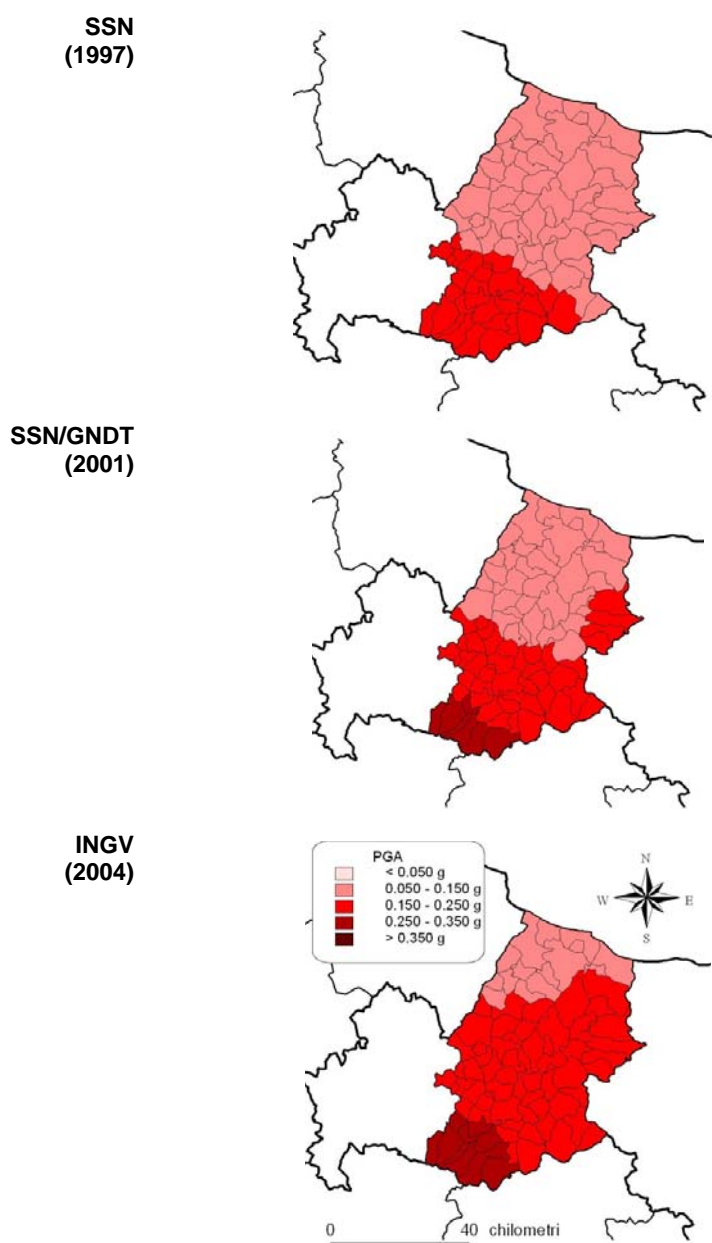 SSN
(1997)
SSN/GNDT
(2001)
INGV
(2004)
PGA
< 0.050 g
0.050 - 0.150 g
0.150 - 0.250 g
0.250 - 0.350 g
> 0.350 g
N
W E
S
0 40 chilometri